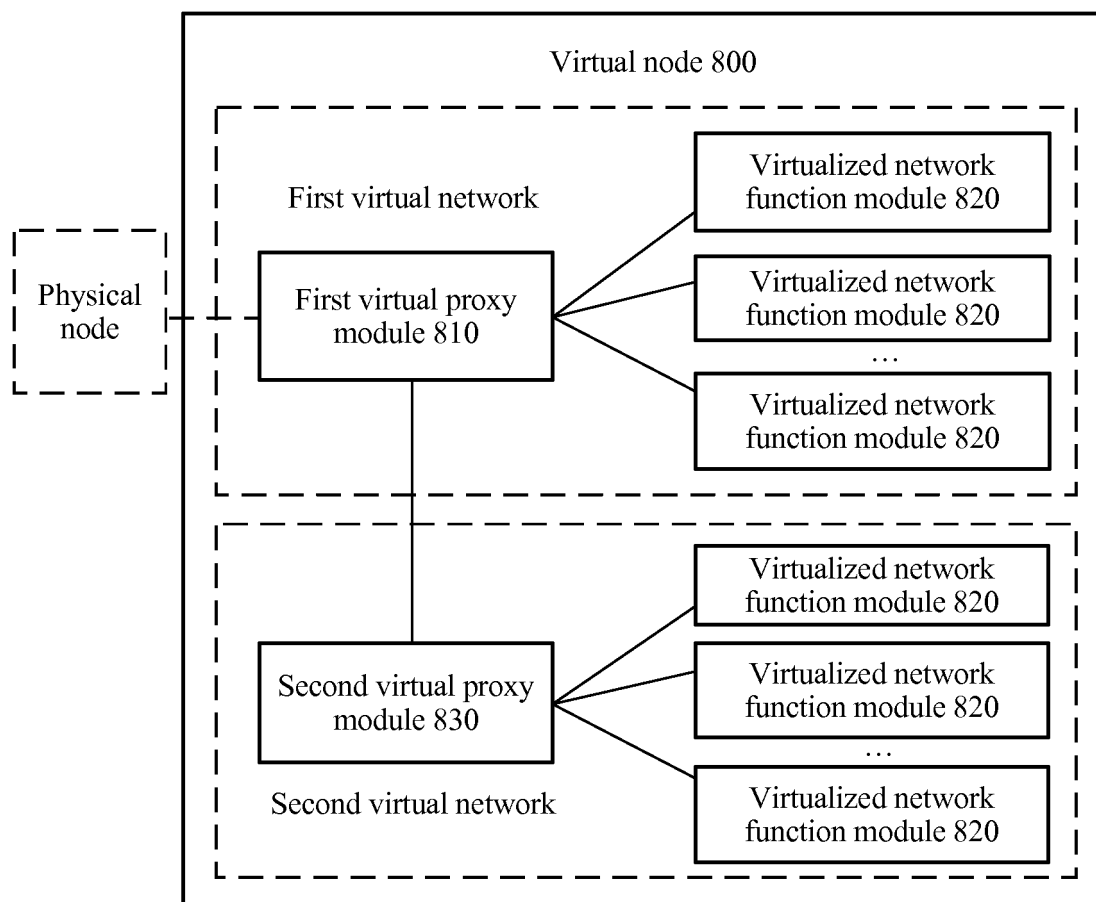 Virtual node 800
First virtual network
Physical
node
First virtual proxy
module 810
Virtualized network
function module 820
Virtualized network
function module 820
...
Virtualized network
function module 820
Second virtual proxy
module 830
Second virtual network
Virtualized network
function module 820
Virtualized network
function module 820
...
Virtualized network
function module 820